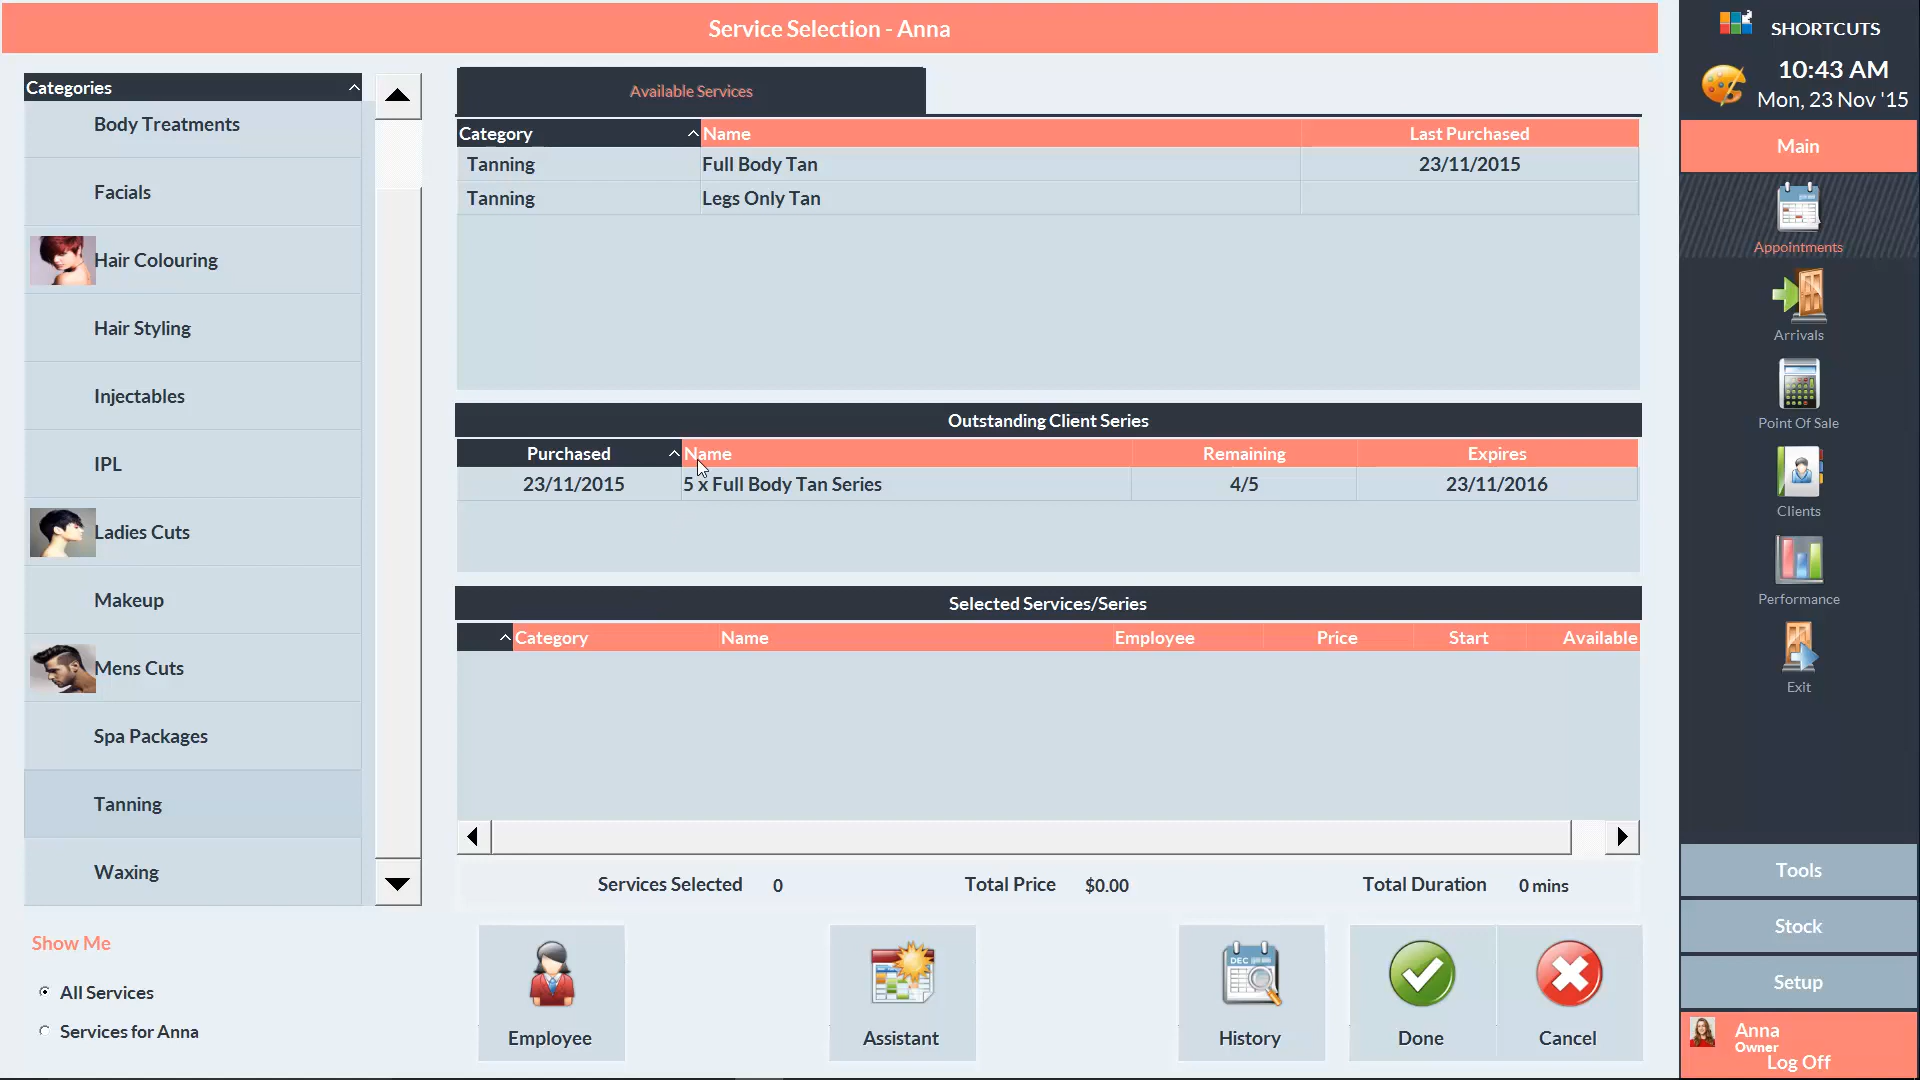 Service Selection - Anna
SHORTCUTS
10:43 AM
Mon, 23 Nov '15
Categories
Body Treatments
Facials
Hair Colouring
Hair Styling
Injectables
IPL
Ladies Cuts
Makeup
Mens Cuts
Spa Packages
Tanning
Waxing
Show Me
All Services
Services for Anna
Available Services
Category Name Last Purchased
Tanning Full Body Tan 23/11/2015
Tanning Legs Only Tan
Outstanding Client Series
Purchased Name Remaining Expires
23/11/2015 5 x Full Body Tan Series 4/5 23/11/2016
Selected Services/Series
Category Name Employee Price Start Available
Services Selected 0 Total Price $0.00 Total Duration 0 mins
Employee
Assistant
DEC
History
Done
Cancel
Main
Appointments
Arrivals
Point Of Sale
Clients
Performance
Exit
Tools
Stock
Setup
Anna
Owner
Log Off